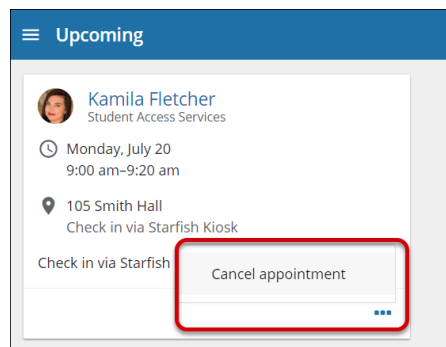 Upcoming
Kamila Fletcher
Student Access Services
Monday, July 20
9:00 am–9:20 am
105 Smith Hall
Check in via Starfish Kiosk
Check in via Starfish
Cancel appointment